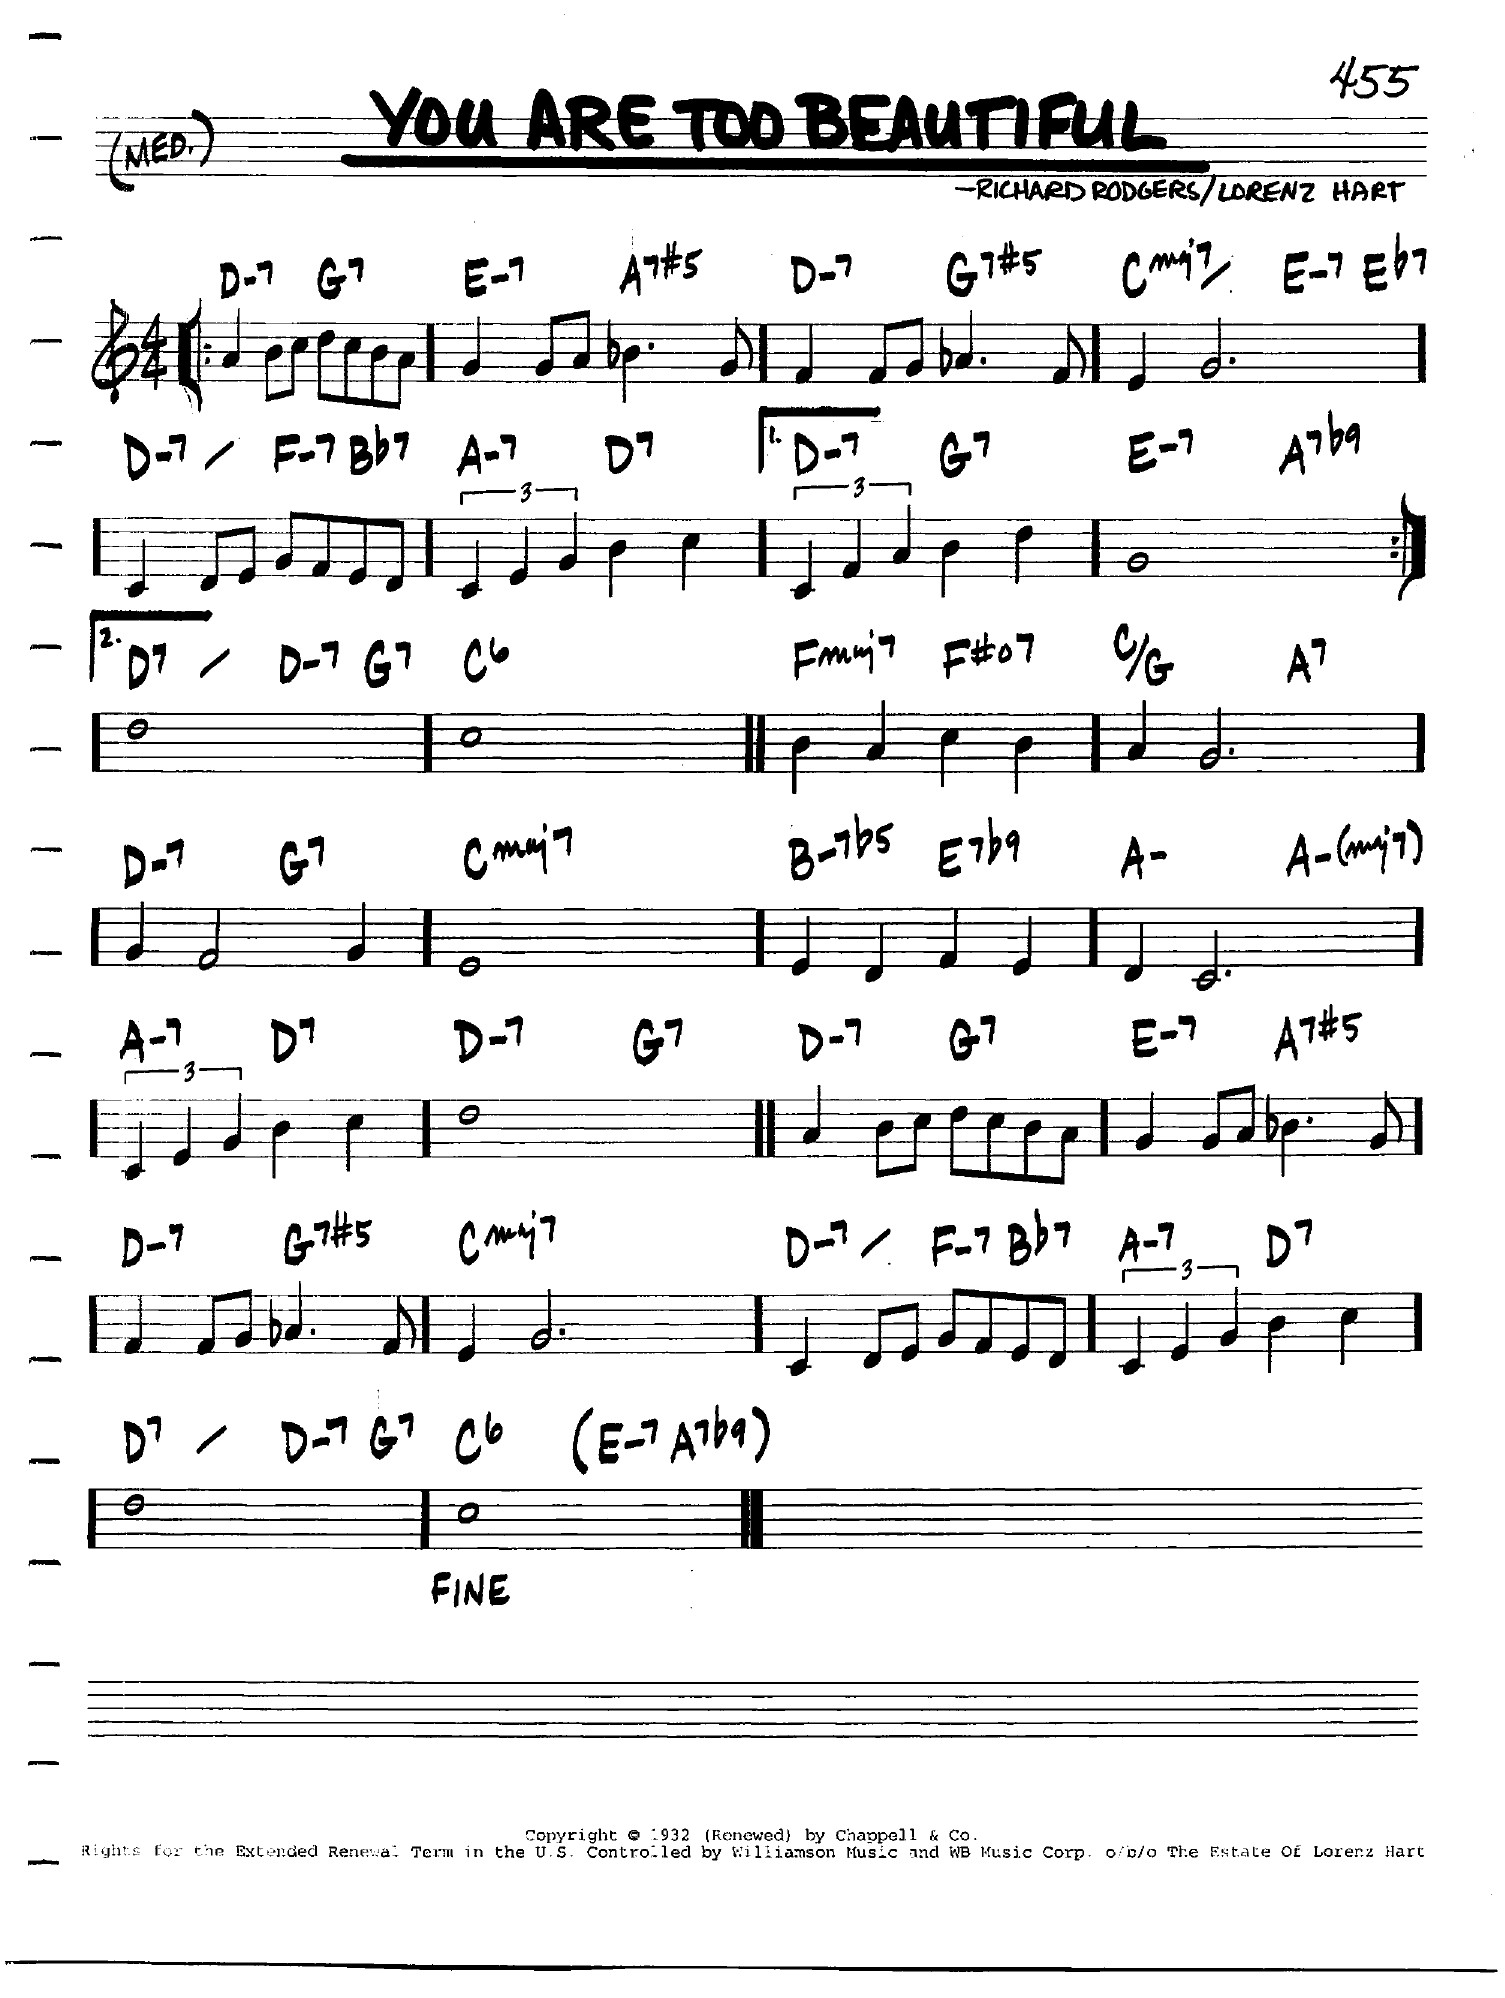 455
YOU ARE TOO BEAUTIFUL
(MED.)
—RICHARD RODGERS/LORENZ HART
D-7 G7 E-7 A7#5 D-7 G7#5 Cmaj7 / E-7 Eb7
4 4
D-7 / F-7 Bb7 A-7 D7 1. D-7 G7 E-7 A7b9
3 3
2. D7 / D-7 G7 C6 Fmaj7 F#o7 C/G A7
D-7 G7 Cmaj7 B-7b5 E7b9 A- A-(maj7)
A-7 D7 D-7 G7 D-7 G7 E-7 A7#5
3
D-7 G7#5 Cmaj7 D-7 / F-7 Bb7 A-7 D7
3
D7 / D-7 G7 C6 (E-7 A7b9)
FINE
Copyright © 1932 (Renewed) by Chappell & Co.
Rights for the Extended Renewal Term in the U.S. Controlled by Williamson Music and WB Music Corp. o/b/o The Estate Of Lorenz Hart